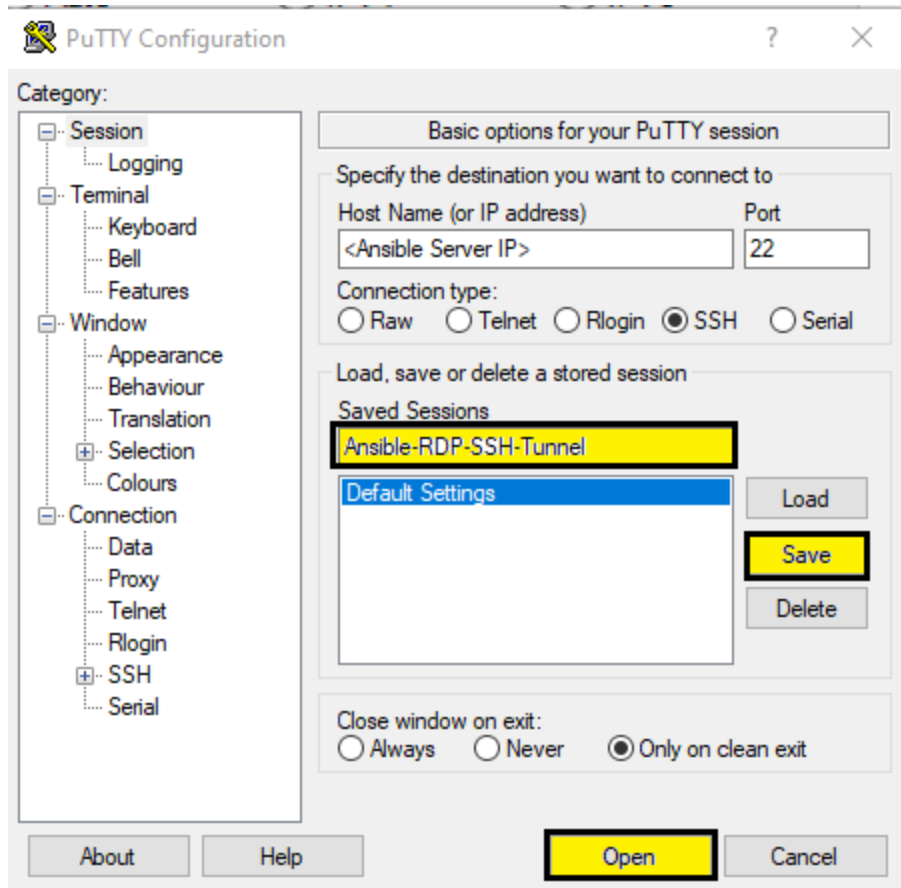 PuTTY Configuration
?
Category:
Session
Logging
Terminal
Keyboard
Bell
Features
Window
Appearance
Behaviour
Translation
Selection
Colours
Connection
Data
Proxy
Telnet
Rlogin
SSH
Serial
Basic options for your PuTTY session
Specify the destination you want to connect to
Host Name (or IP address) Port
<Ansible Server IP> 22
Connection type:
Raw Telnet Rlogin SSH Serial
Load, save or delete a stored session
Saved Sessions
Ansible-RDP-SSH-Tunnel
Default Settings
Load
Save
Delete
Close window on exit:
Always Never Only on clean exit
About Help Open Cancel